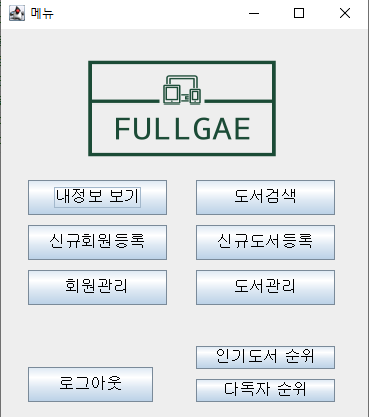 메뉴
FULLGAE
내정보 보기
도서검색
신규회원등록
신규도서등록
회원관리
도서관리
인기도서 순위
로그아웃
다독자 순위